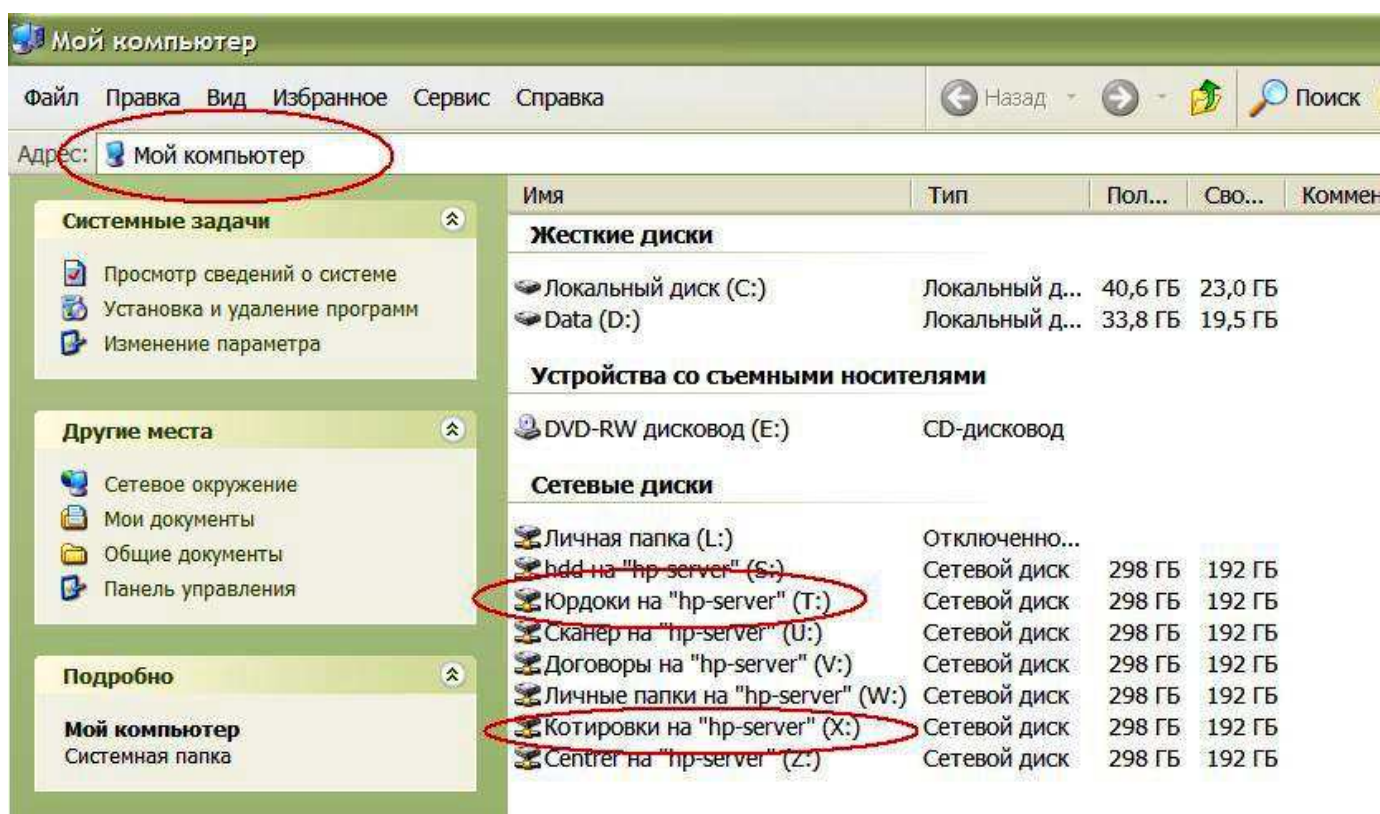 Мой компьютер
Файл Правка Вид Избранное Сервис Справка Назад Поиск
Адрес: Мой компьютер
Системные задачи
Просмотр сведений о системе
Установка и удаление программ
Изменение параметра
Другие места
Сетевое окружение
Мои документы
Общие документы
Панель управления
Подробно
Мой компьютер
Системная папка
Имя Тип Пол... Сво... Коммен
Жесткие диски
Локальный диск (C:) Локальный д... 40,6 ГБ 23,0 ГБ
Data (D:) Локальный д... 33,8 ГБ 19,5 ГБ
Устройства со съемными носителями
DVD-RW дисковод (E:) CD-дисковод
Сетевые диски
Личная папка (L:) Отключенно...
hdd на "hp-server" (S:) Сетевой диск 298 ГБ 192 ГБ
Юрдоки на "hp-server" (T:) Сетевой диск 298 ГБ 192 ГБ
Сканер на "hp-server" (U:) Сетевой диск 298 ГБ 192 ГБ
Договоры на "hp-server" (V:) Сетевой диск 298 ГБ 192 ГБ
Личные папки на "hp-server" (W:) Сетевой диск 298 ГБ 192 ГБ
Котировки на "hp-server" (X:) Сетевой диск 298 ГБ 192 ГБ
Centrer на "hp-server" (Z:) Сетевой диск 298 ГБ 192 ГБ